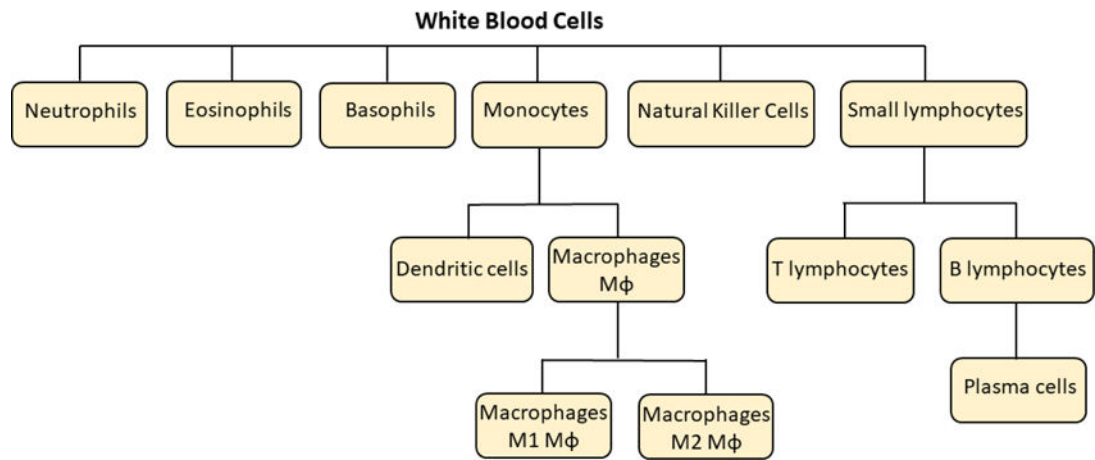 White Blood Cells
Neutrophils
Eosinophils
Basophils
Monocytes
Natural Killer Cells
Small lymphocytes
Dendritic cells
Macrophages
Mϕ
T lymphocytes
B lymphocytes
Macrophages
M1 Mϕ
Macrophages
M2 Mϕ
Plasma cells